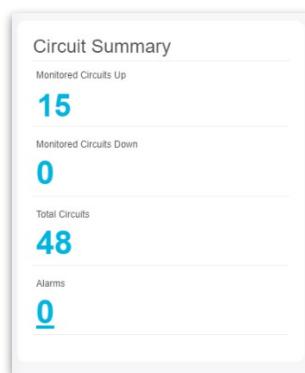 Circuit Summary
Monitored Circuits Up
15
Monitored Circuits Down
0
Total Circuits
48
Alarms
0